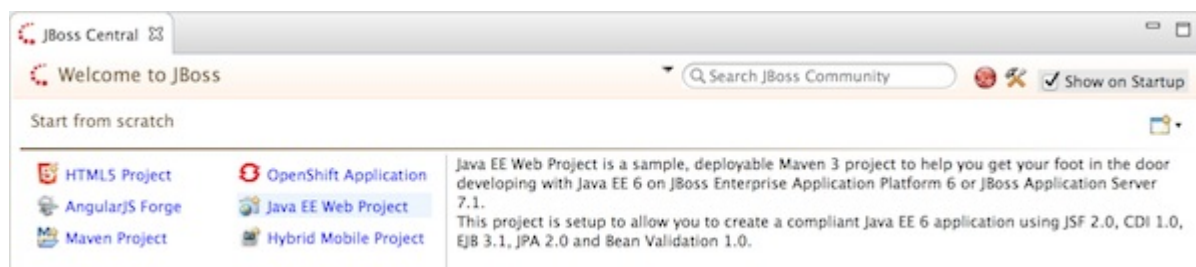 JBoss Central
Welcome to JBoss
Search JBoss Community
Show on Startup
Start from scratch
HTML5 Project
OpenShift Application
AngularJS Forge
Java EE Web Project
Maven Project
Hybrid Mobile Project
Java EE Web Project is a sample, deployable Maven 3 project to help you get your foot in the door
developing with Java EE 6 on JBoss Enterprise Application Platform 6 or JBoss Application Server
7.1.
This project is setup to allow you to create a compliant Java EE 6 application using JSF 2.0, CDI 1.0,
EJB 3.1, JPA 2.0 and Bean Validation 1.0.